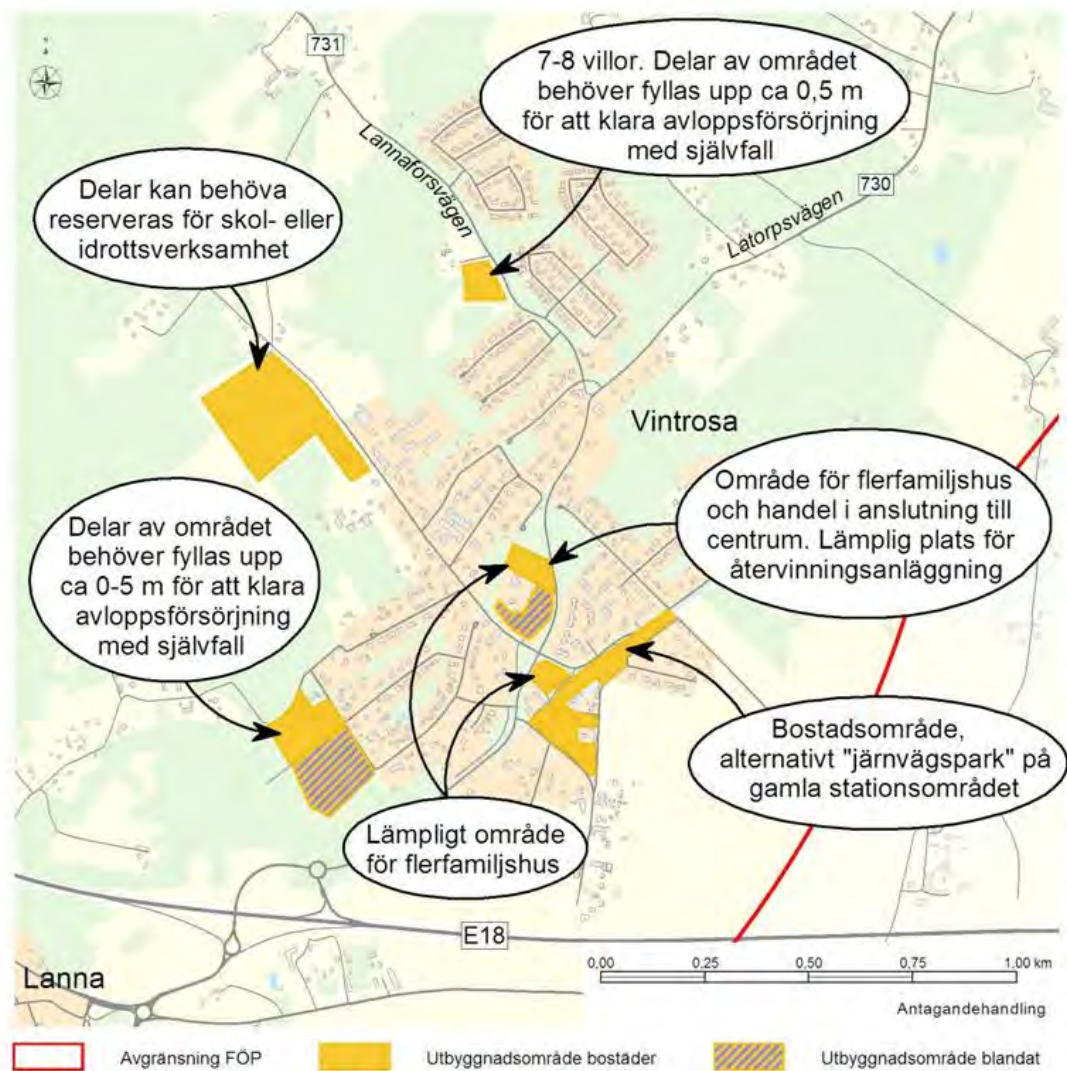 731
7-8 villor. Delar av området
behöver fyllas upp ca 0,5 m
för att klara avloppsförsörjning
med självfall
Lannaforsvägen
730
Latorpsvägen
Delar kan behöva
reserveras för skol- eller
idrottsverksamhet
Vintrosa
Område för flerfamiljshus
och handel i anslutning till
centrum. Lämplig plats för
återvinningsanläggning
Delar av området
behöver fyllas upp
ca 0-5 m för att klara
avloppsförsörjning
med självfall
Bostadsområde,
alternativt "järnvägspark" på
gamla stationsområdet
Lämpligt område
för flerfamiljshus
E18
Lanna
0,00 0,25 0,50 0,75 1,00 km
Antagandehandling
Avgränsning FÖP
Utbyggnadsområde bostäder
Utbyggnadsområde blandat